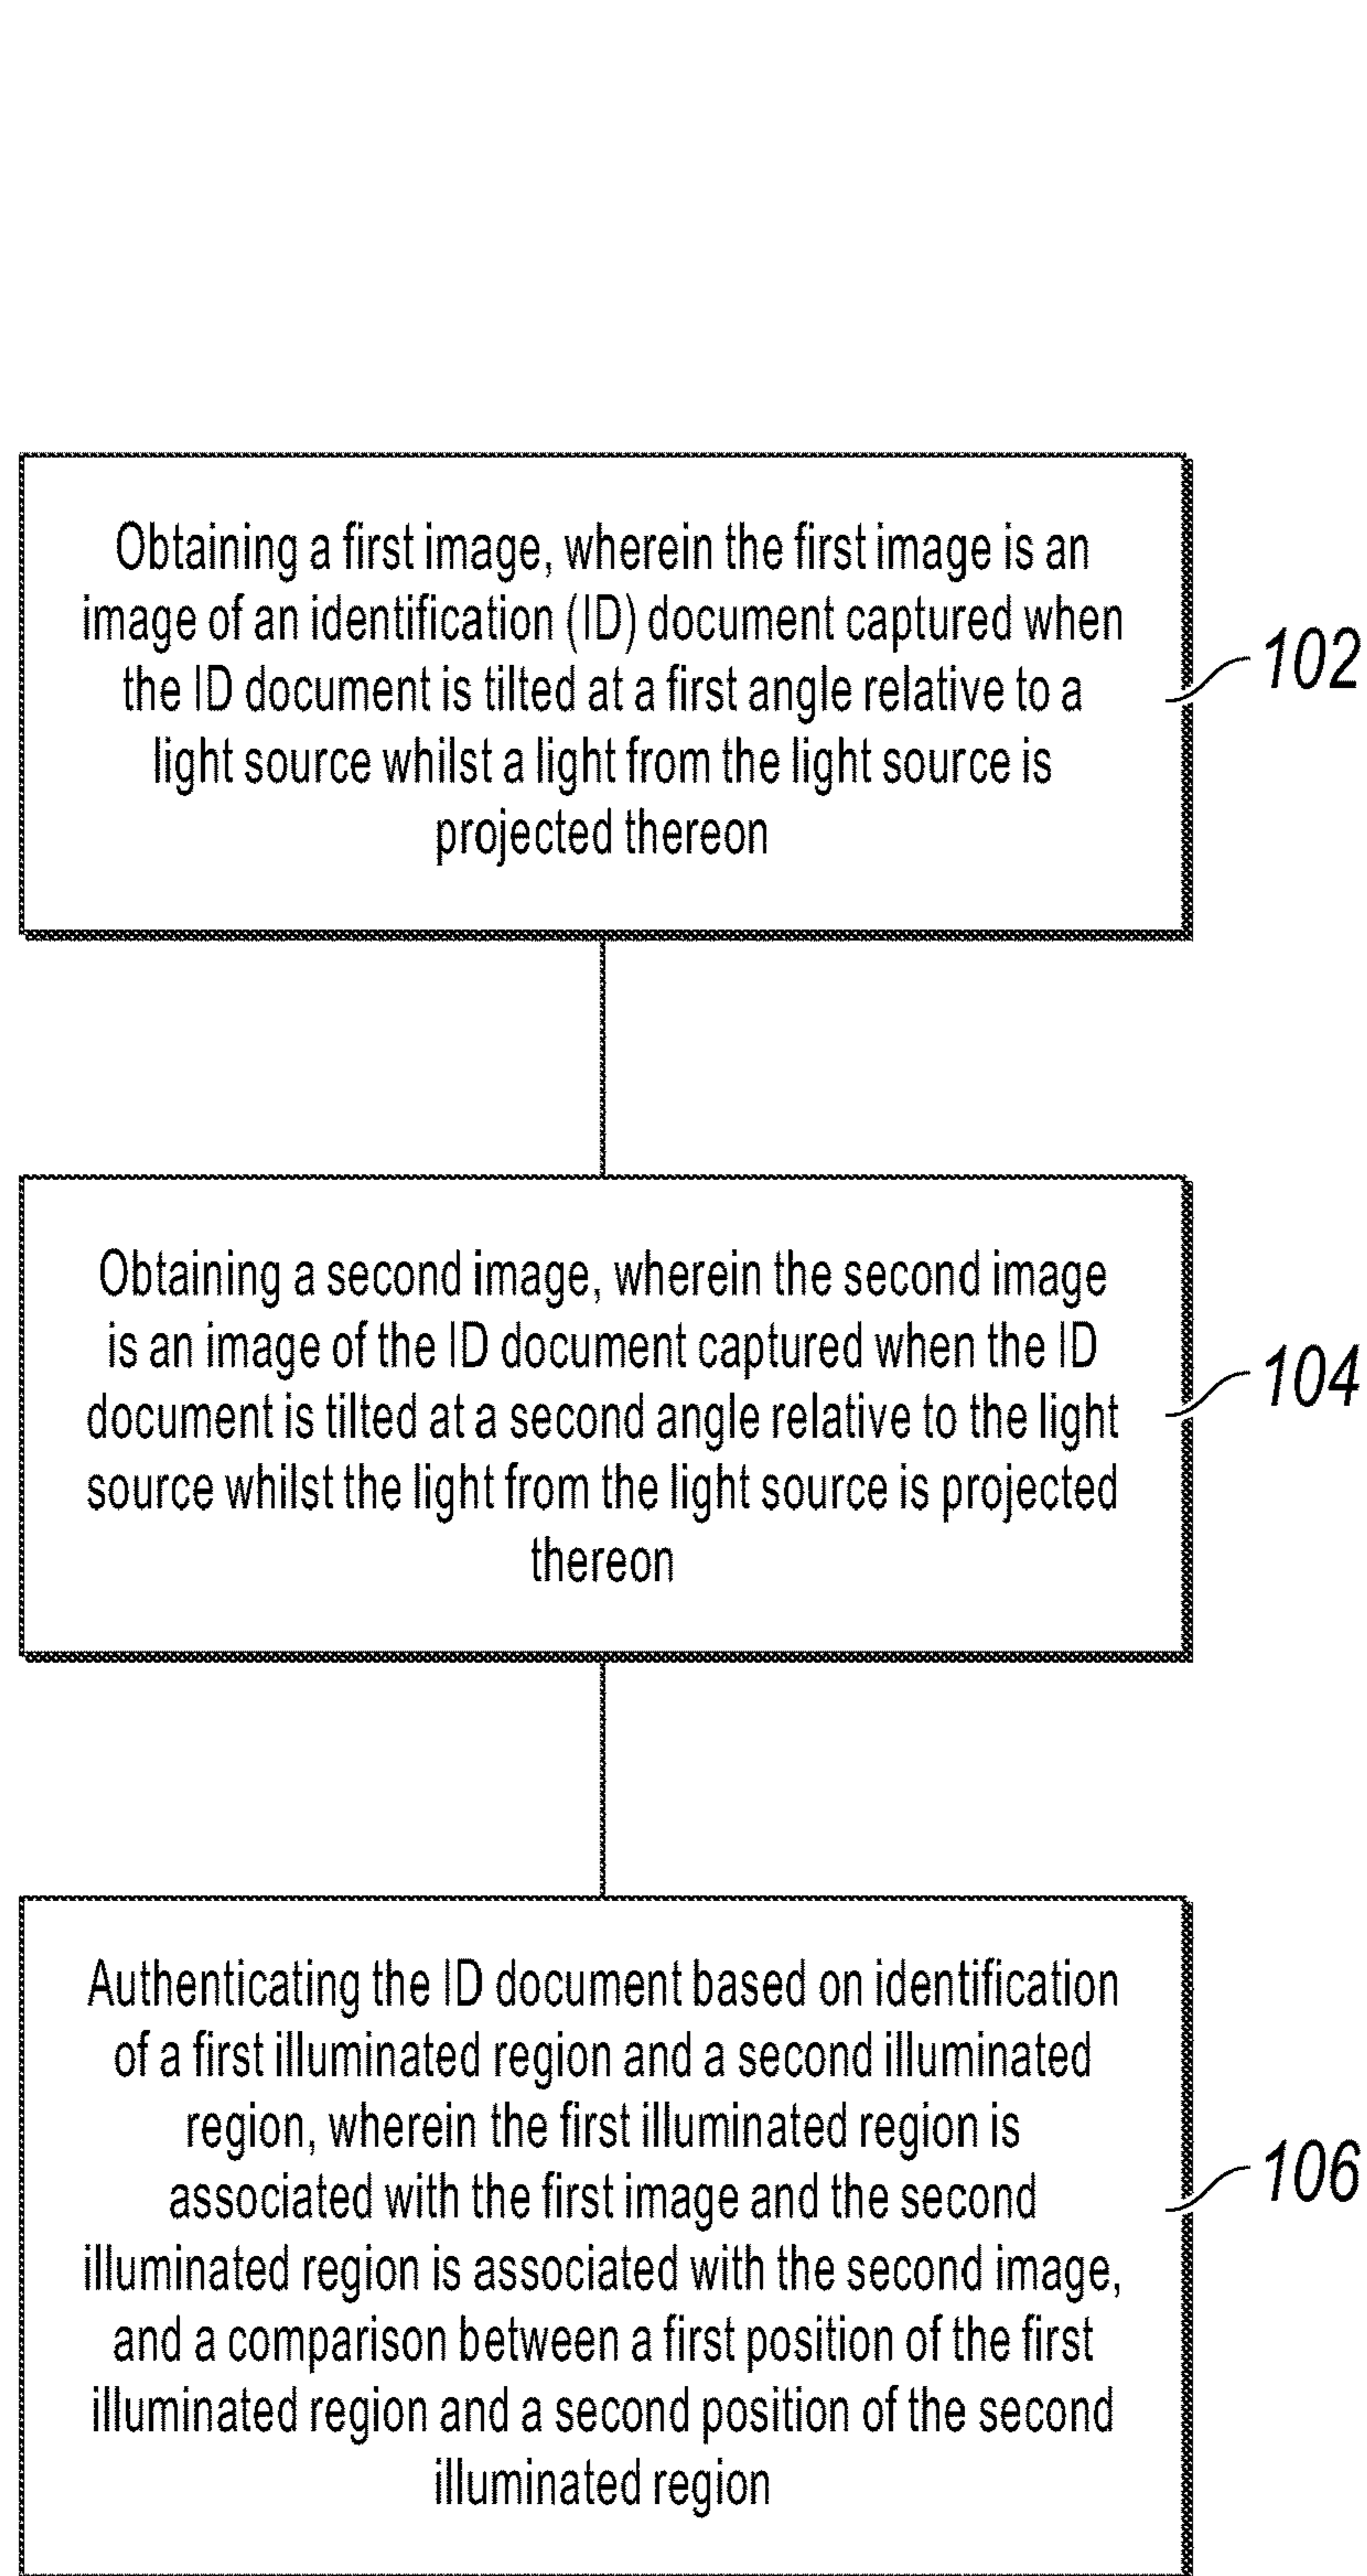 Obtaining a first image, wherein the first image is an
image of an identification (ID) document captured when
the ID document is tilted at a first angle relative to a
light source whilst a light from the light source is
projected thereon
102
Obtaining a second image, wherein the second image
is an image of the ID document captured when the ID
document is tilted at a second angle relative to the light
source whilst the light from the light source is projected
thereon
104
Authenticating the ID document based on identification
of a first illuminated region and a second illuminated
region, wherein the first illuminated region is
associated with the first image and the second
illuminated region is associated with the second image,
and a comparison between a first position of the first
illuminated region and a second position of the second
illuminated region
106